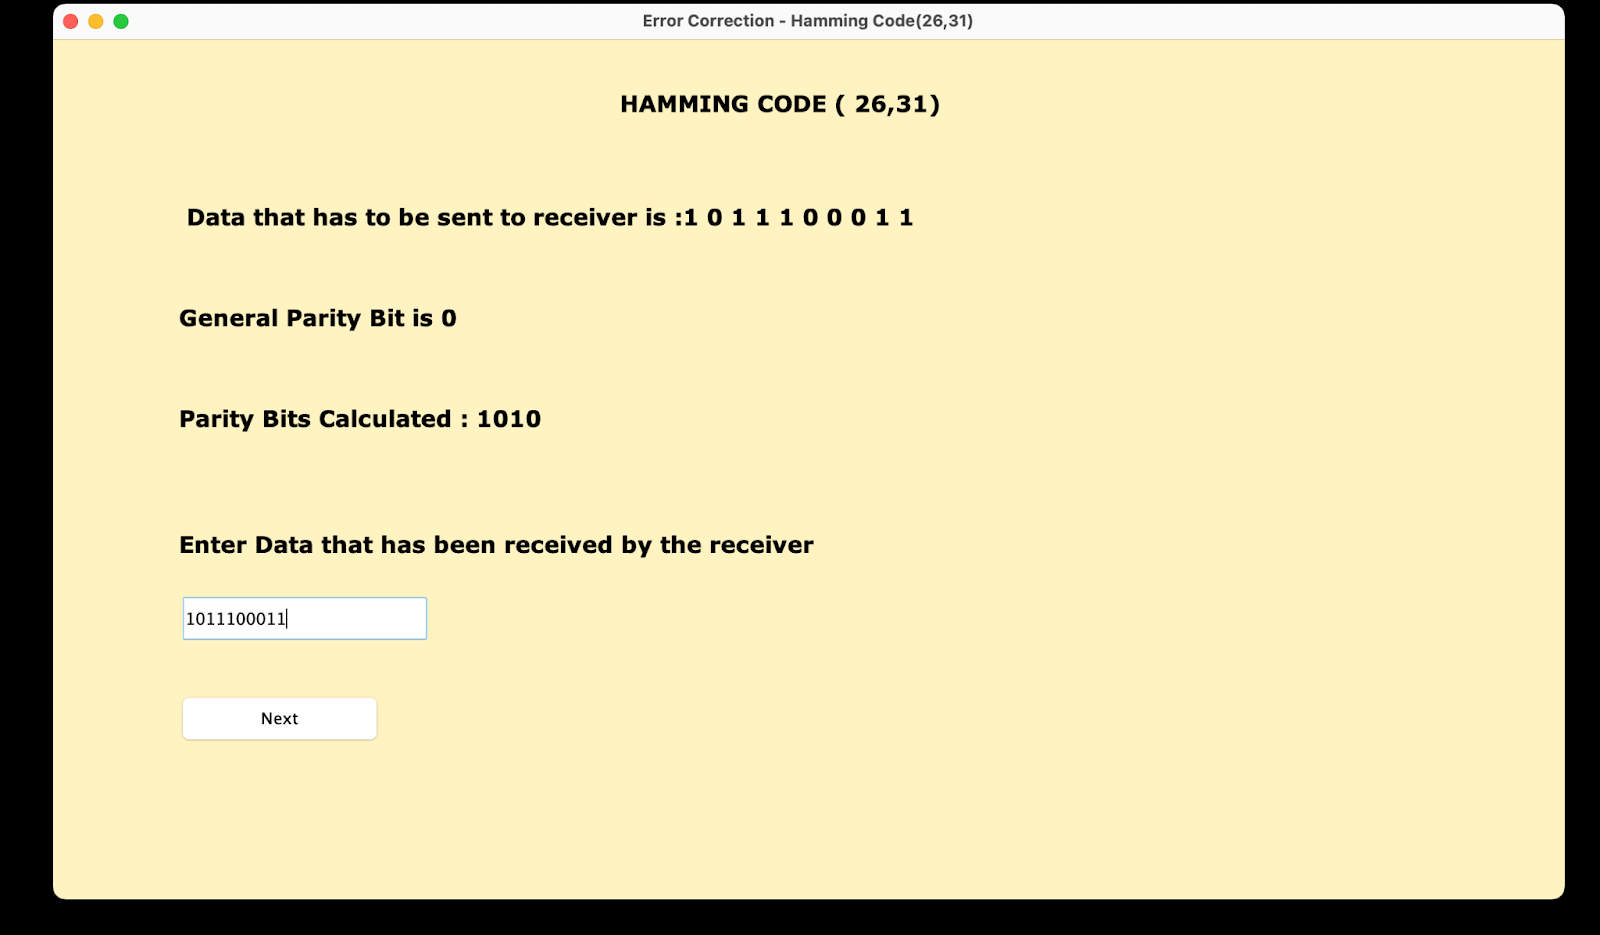 Error Correction - Hamming Code(26,31)
HAMMING CODE ( 26,31)
Data that has to be sent to receiver is :1 0 1 1 1 0 0 0 1 1
General Parity Bit is 0
Parity Bits Calculated : 1010
Enter Data that has been received by the receiver
1011100011
Next